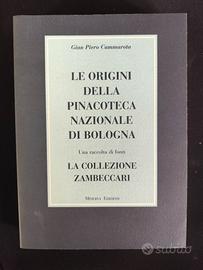 Gian Piero Cammarota
LE ORIGINI
DELLA
PINACOTECA
NAZIONALE
DI BOLOGNA
Una raccolta di fonti
LA COLLEZIONE
ZAMBECCARI
Minerva Edizioni
subito